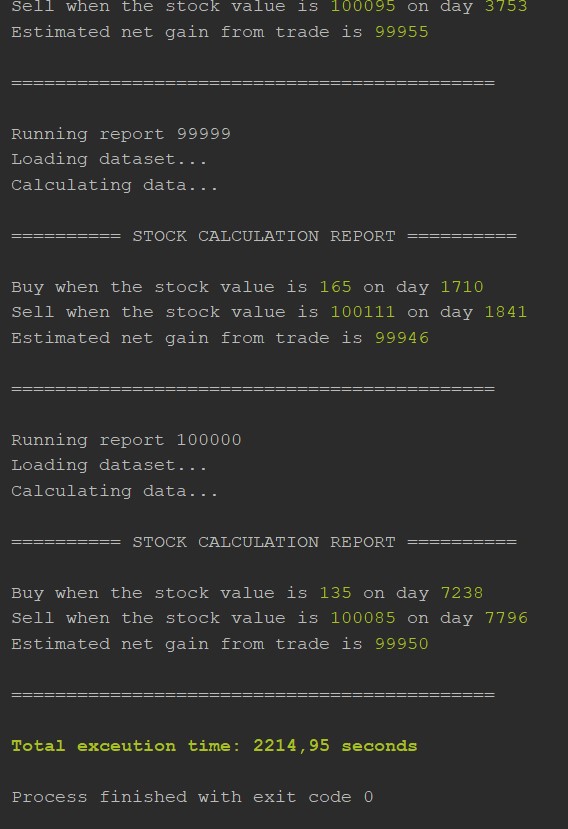 Sell when the stock value is 100095 on day 3753
Estimated net gain from trade is 99955
============================================
Running report 99999
Loading dataset...
Calculating data...
========== STOCK CALCULATION REPORT ==========
Buy when the stock value is 165 on day 1710
Sell when the stock value is 100111 on day 1841
Estimated net gain from trade is 99946
============================================
Running report 100000
Loading dataset...
Calculating data...
========== STOCK CALCULATION REPORT ==========
Buy when the stock value is 135 on day 7238
Sell when the stock value is 100085 on day 7796
Estimated net gain from trade is 99950
============================================
Total exceution time: 2214,95 seconds
Process finished with exit code 0